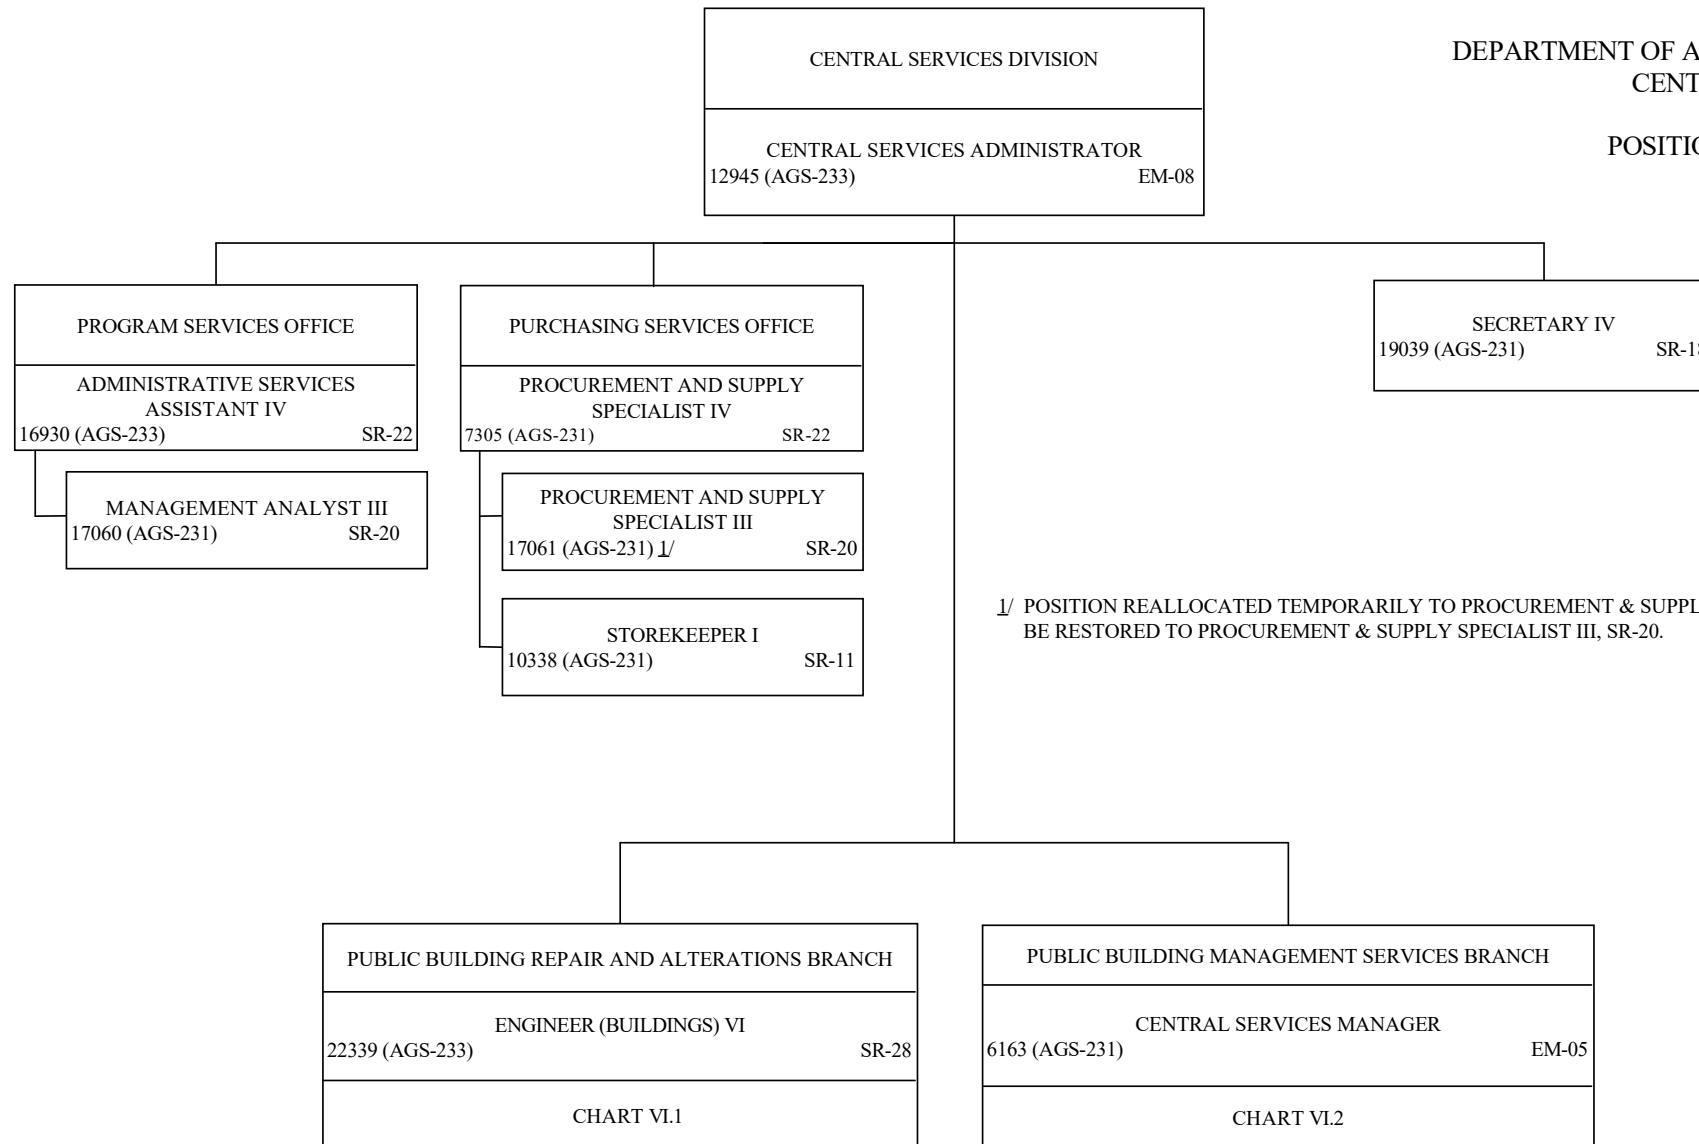 CENTRAL SERVICES DIVISION
CENTRAL SERVICES ADMINISTRATOR
12945 (AGS-233) EM-08
DEPARTMENT OF A
CENT
POSITIO
PROGRAM SERVICES OFFICE
ADMINISTRATIVE SERVICES
ASSISTANT IV
16930 (AGS-233) SR-22
MANAGEMENT ANALYST III
17060 (AGS-231) SR-20
PURCHASING SERVICES OFFICE
PROCUREMENT AND SUPPLY
SPECIALIST IV
7305 (AGS-231) SR-22
PROCUREMENT AND SUPPLY
SPECIALIST III
17061 (AGS-231) 1/ SR-20
STOREKEEPER I
10338 (AGS-231) SR-11
SECRETARY IV
19039 (AGS-231) SR-18
1/ POSITION REALLOCATED TEMPORARILY TO PROCUREMENT & SUPPL
BE RESTORED TO PROCUREMENT & SUPPLY SPECIALIST III, SR-20.
PUBLIC BUILDING REPAIR AND ALTERATIONS BRANCH
ENGINEER (BUILDINGS) VI
22339 (AGS-233) SR-28
CHART VI.1
PUBLIC BUILDING MANAGEMENT SERVICES BRANCH
CENTRAL SERVICES MANAGER
6163 (AGS-231) EM-05
CHART VI.2